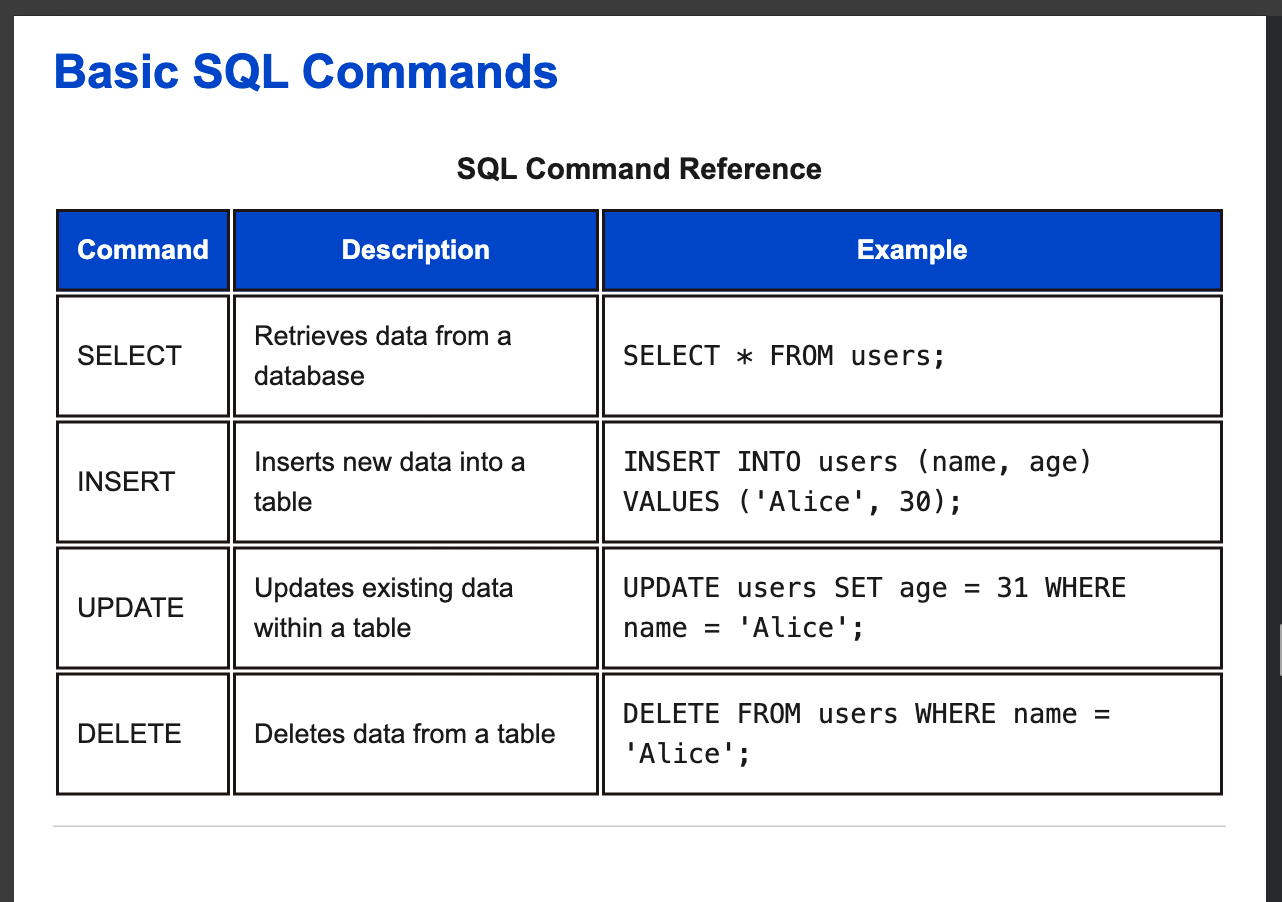 Basic SQL Commands
SQL Command Reference
Command Description Example
SELECT
Retrieves data from a
database
SELECT * FROM users;
INSERT
Inserts new data into a
table
INSERT INTO users (name, age)
VALUES ('Alice', 30);
UPDATE
Updates existing data
within a table
UPDATE users SET age = 31 WHERE
name = 'Alice';
DELETE
Deletes data from a table
DELETE FROM users WHERE name =
'Alice';